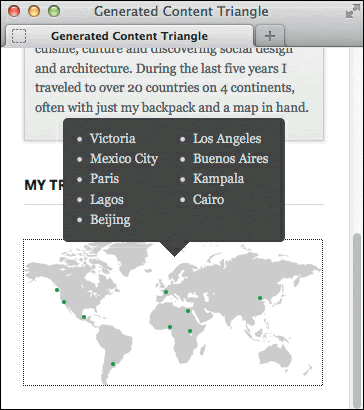 Generated Content Triangle
Generated Content Triangle
cuisine, culture and discovering social design
and architecture. During the last five years I
traveled to over 20 countries on 4 continents,
often with just my backpack and a map in hand.
Victoria
Mexico City
Paris
Lagos
Beijing
Los Angeles
Buenos Aires
Kampala
Cairo
MY TR